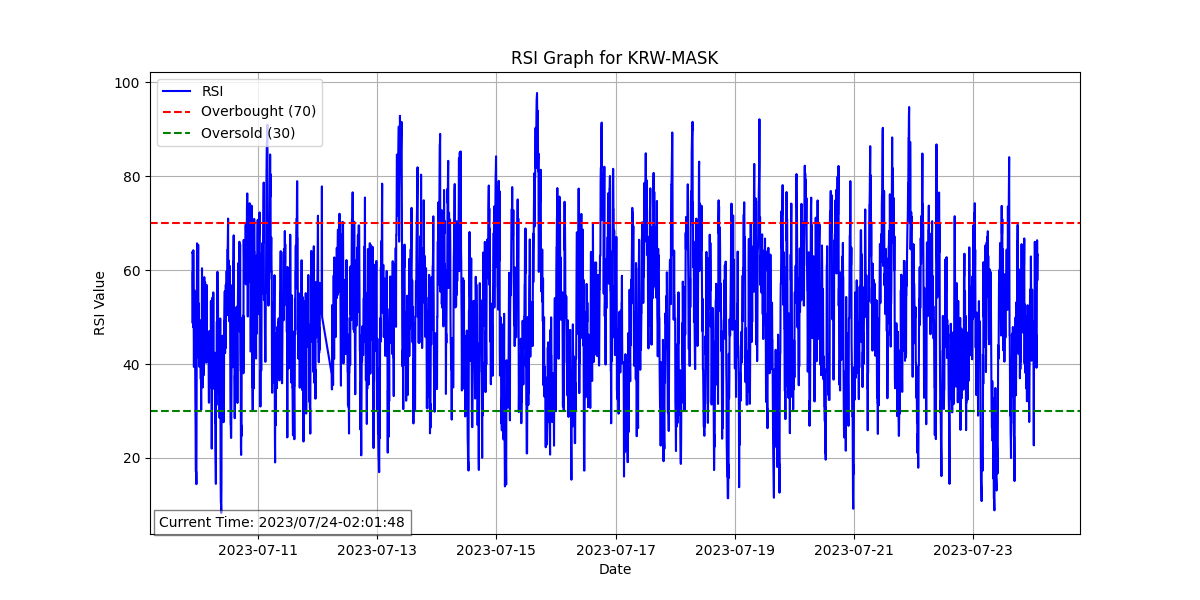 RSI Graph for KRW-MASK
RSI
Overbought (70)
Oversold (30)
100
80
60
40
20
RSI Value
Current Time: 2023/07/24-02:01:48
2023-07-11
2023-07-13
2023-07-15
2023-07-17
2023-07-19
2023-07-21
2023-07-23
Date